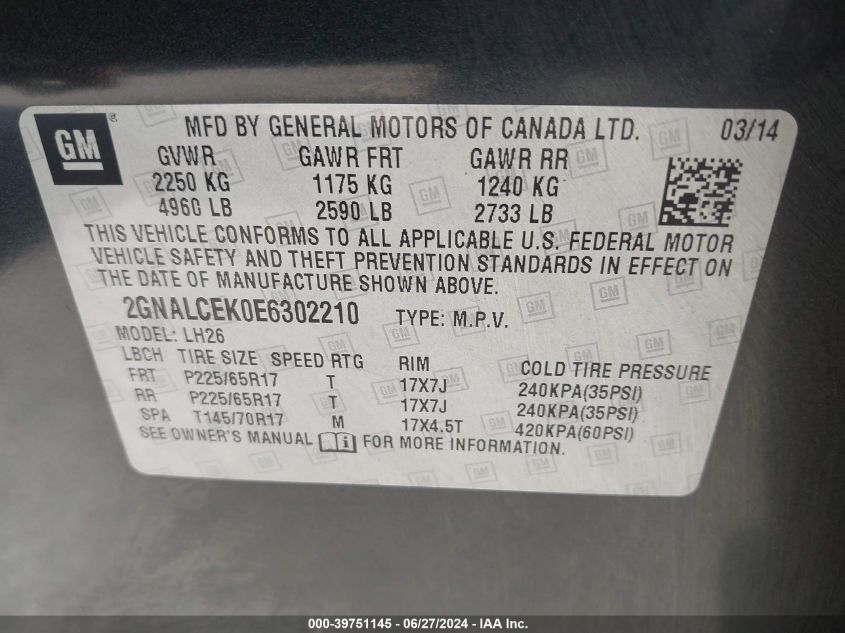 GM® MFD BY GENERAL MOTORS OF CANADA LTD. 03/14
GVWR GAWR FRT GAWR RR
2250 KG 1175 KG 1240 KG
4960 LB 2590 LB 2733 LB
THIS VEHICLE CONFORMS TO ALL APPLICABLE U.S. FEDERAL MOTOR
VEHICLE SAFETY AND THEFT PREVENTION STANDARDS IN EFFECT ON
THE DATE OF MANUFACTURE SHOWN ABOVE.
2GNALCEK0E6302210 TYPE: M.P.V.
MODEL: LH26
LBCH TIRE SIZE SPEED RTG RIM COLD TIRE PRESSURE
FRT P225/65R17 T 17X7J 240KPA(35PSI)
RR P225/65R17 T 17X7J 240KPA(35PSI)
SPA T145/70R17 M 17X4.5T 420KPA(60PSI)
SEE OWNER'S MANUAL i FOR MORE INFORMATION.
000-39751145 - 06/27/2024 - IAA Inc.